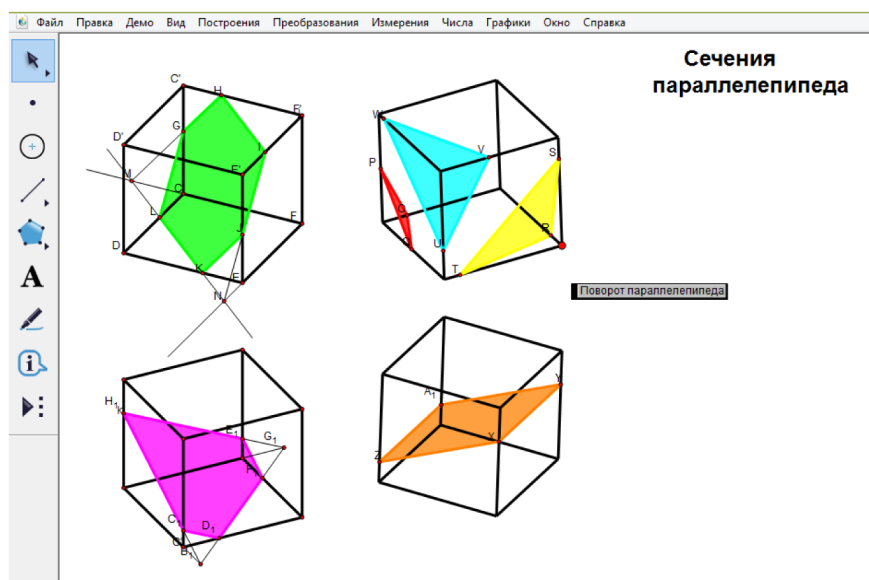 Файл Правка Демо Вид Построения Преобразования Измерения Числа Графики Окно Справка
Сечения
параллелепипеда
C'
H
F'
G
D'
I
E'
M
C
L
F
J
D
K
E
N
W
V
S
P
U
R
T
A
Поворот параллелепипеда
H₁
K
E₁
G₁
F₁
C₁
D₁
B₁
A₁
Y
X
Z